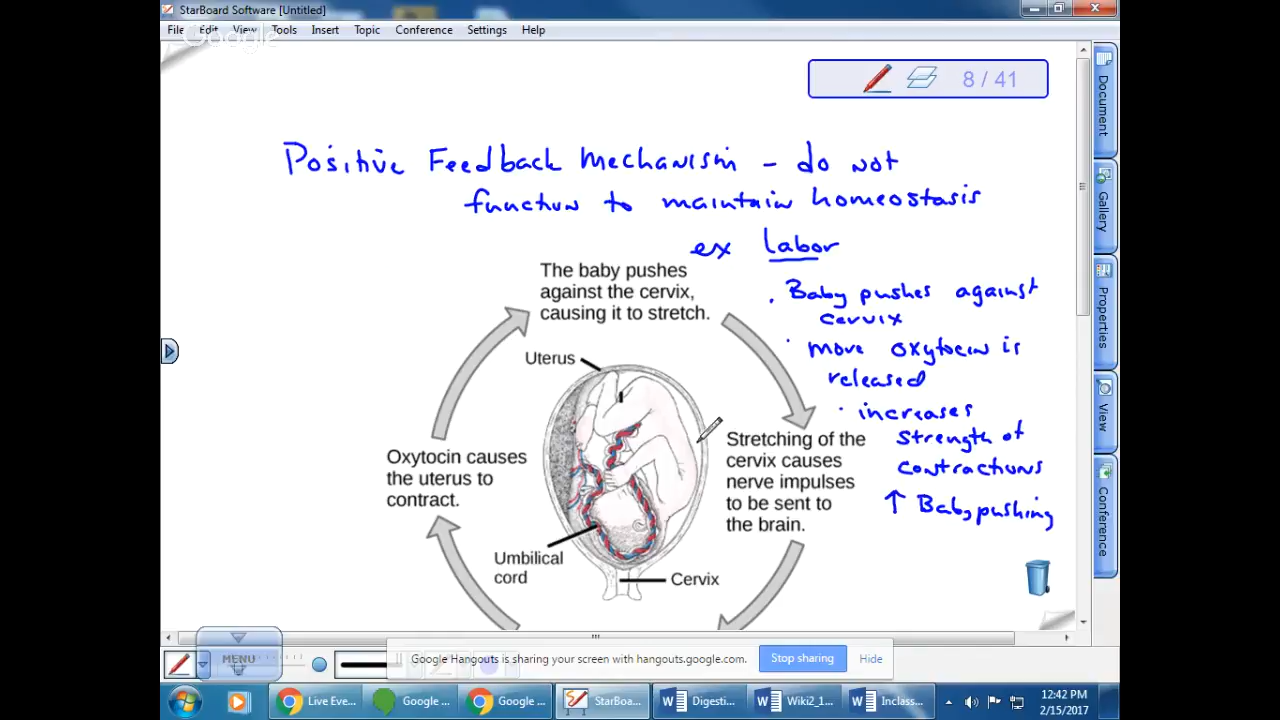 StarBoard Software [Untitled]
File Edit View Tools Insert Topic Conference Settings Help
Google
8 / 41
Positive Feedback Mechanism - do not
function to maintain homeostasis
ex labor
The baby pushes
against the cervix,
causing it to stretch.
• Baby pushes against
cervix
• more oxytocin is
released
• increases
strength of
contractions
↑ Baby pushing
Uterus
Stretching of the
cervix causes
nerve impulses
to be sent to
the brain.
Oxytocin causes
the uterus to
contract.
Umbilical
cord
Cervix
Document
Gallery
Properties
View
Conference
MENU
Google Hangouts is sharing your screen with hangouts.google.com.
Stop sharing
Hide
Live Eve...
Google ...
Google ...
StarBoa...
Digesti...
Wiki2_1...
Inclass...
12:42 PM
2/15/2017